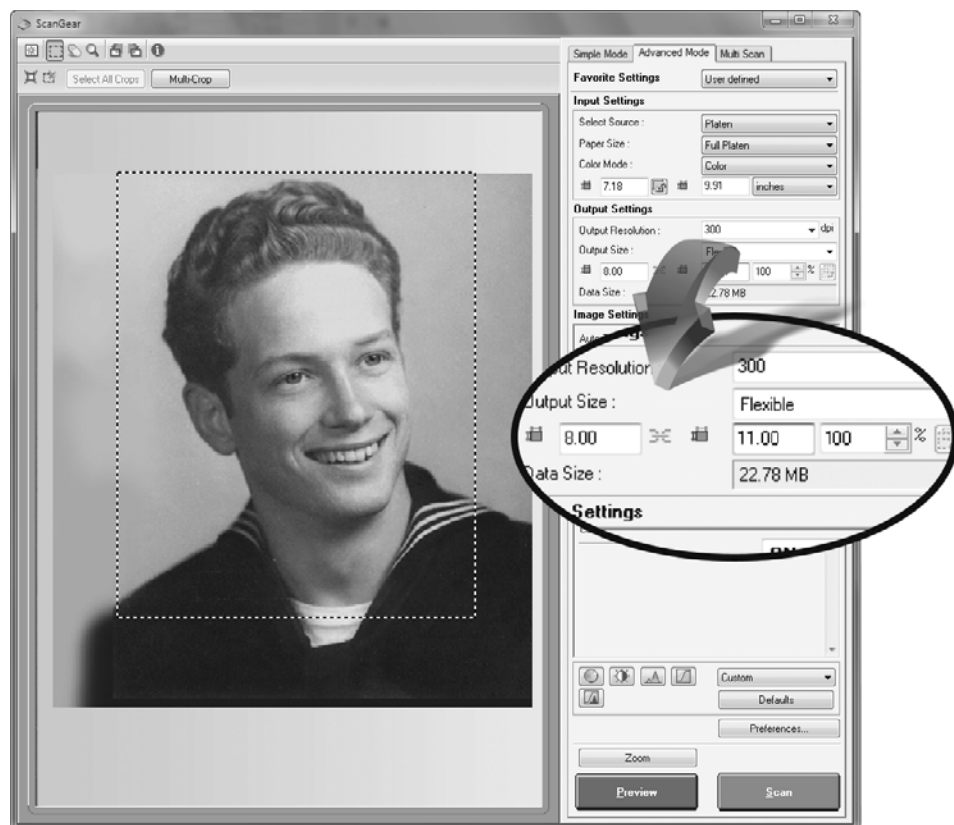 ScanGear
Select All Crops Multi-Crop
Simple Mode Advanced Mode Multi Scan
Favorite Settings User defined
Input Settings
Select Source : Platen
Paper Size : Full Platen
Color Mode : Color
7.18 9.91 inches
Output Settings
Output Resolution : 300 dpi
Output Size :
8.00 100 %
Data Size : 22.78 MB
Image Settings
300
Output Size : Flexible
8.00 11.00 100 %
Data Size : 22.78 MB
Settings
Custom
Defaults
Preferences...
Zoom
Preview Scan